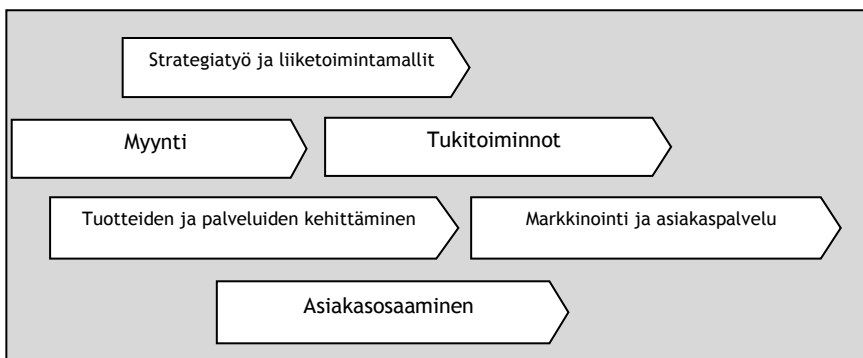 Strategiatyö ja liiketoimintamallit
Myynti
Tukitoiminnot
Tuotteiden ja palveluiden kehittäminen
Markkinointi ja asiakaspalvelu
Asiakasosaaminen